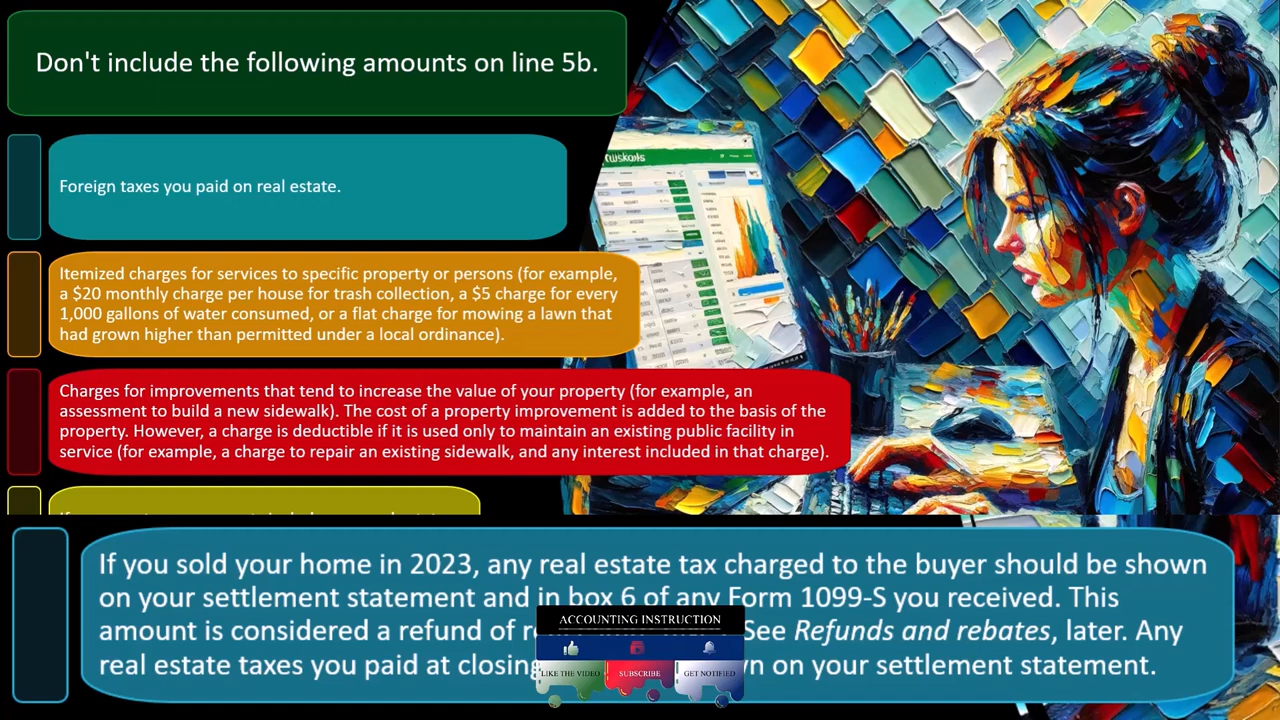 Don't include the following amounts on line 5b.
Foreign taxes you paid on real estate.
Itemized charges for services to specific property or persons (for example,
a $20 monthly charge per house for trash collection, a $5 charge for every
1,000 gallons of water consumed, or a flat charge for mowing a lawn that
had grown higher than permitted under a local ordinance).
Charges for improvements that tend to increase the value of your property (for example, an
assessment to build a new sidewalk). The cost of a property improvement is added to the basis of the
property. However, a charge is deductible if it is used only to maintain an existing public facility in
service (for example, a charge to repair an existing sidewalk, and any interest included in that charge).
If you sold your home in 2023, any real estate tax charged to the buyer should be shown
on your settlement statement and in box 6 of any Form 1099-S you received. This
amount is considered a refund of See Refunds and rebates, later. Any
real estate taxes you paid at closing on your settlement statement.
ACCOUNTING INSTRUCTION
LIKE THE VIDEO SUBSCRIBE GET NOTIFIED